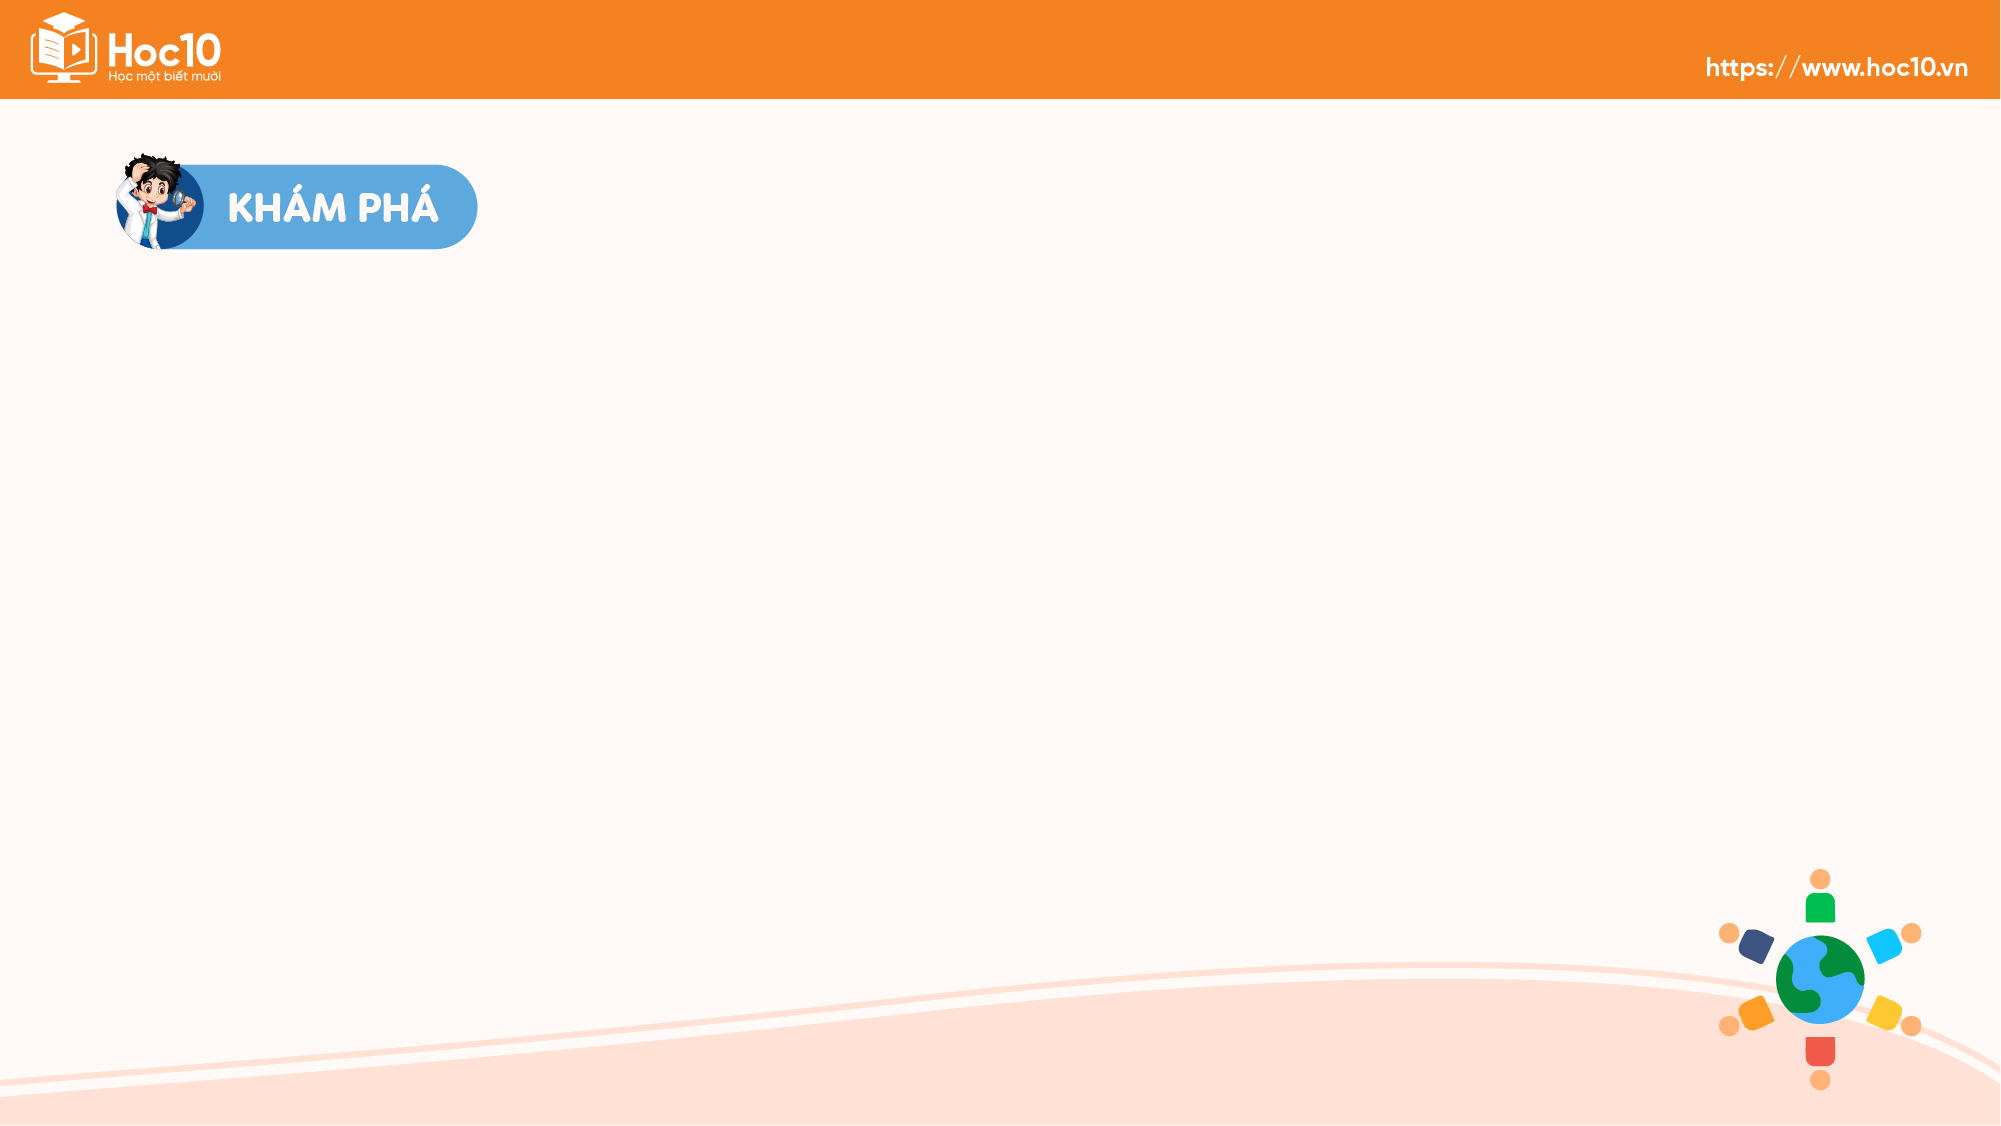 Hoc10
Học một biết mười
https://www.hoc10.vn
KHÁM PHÁ